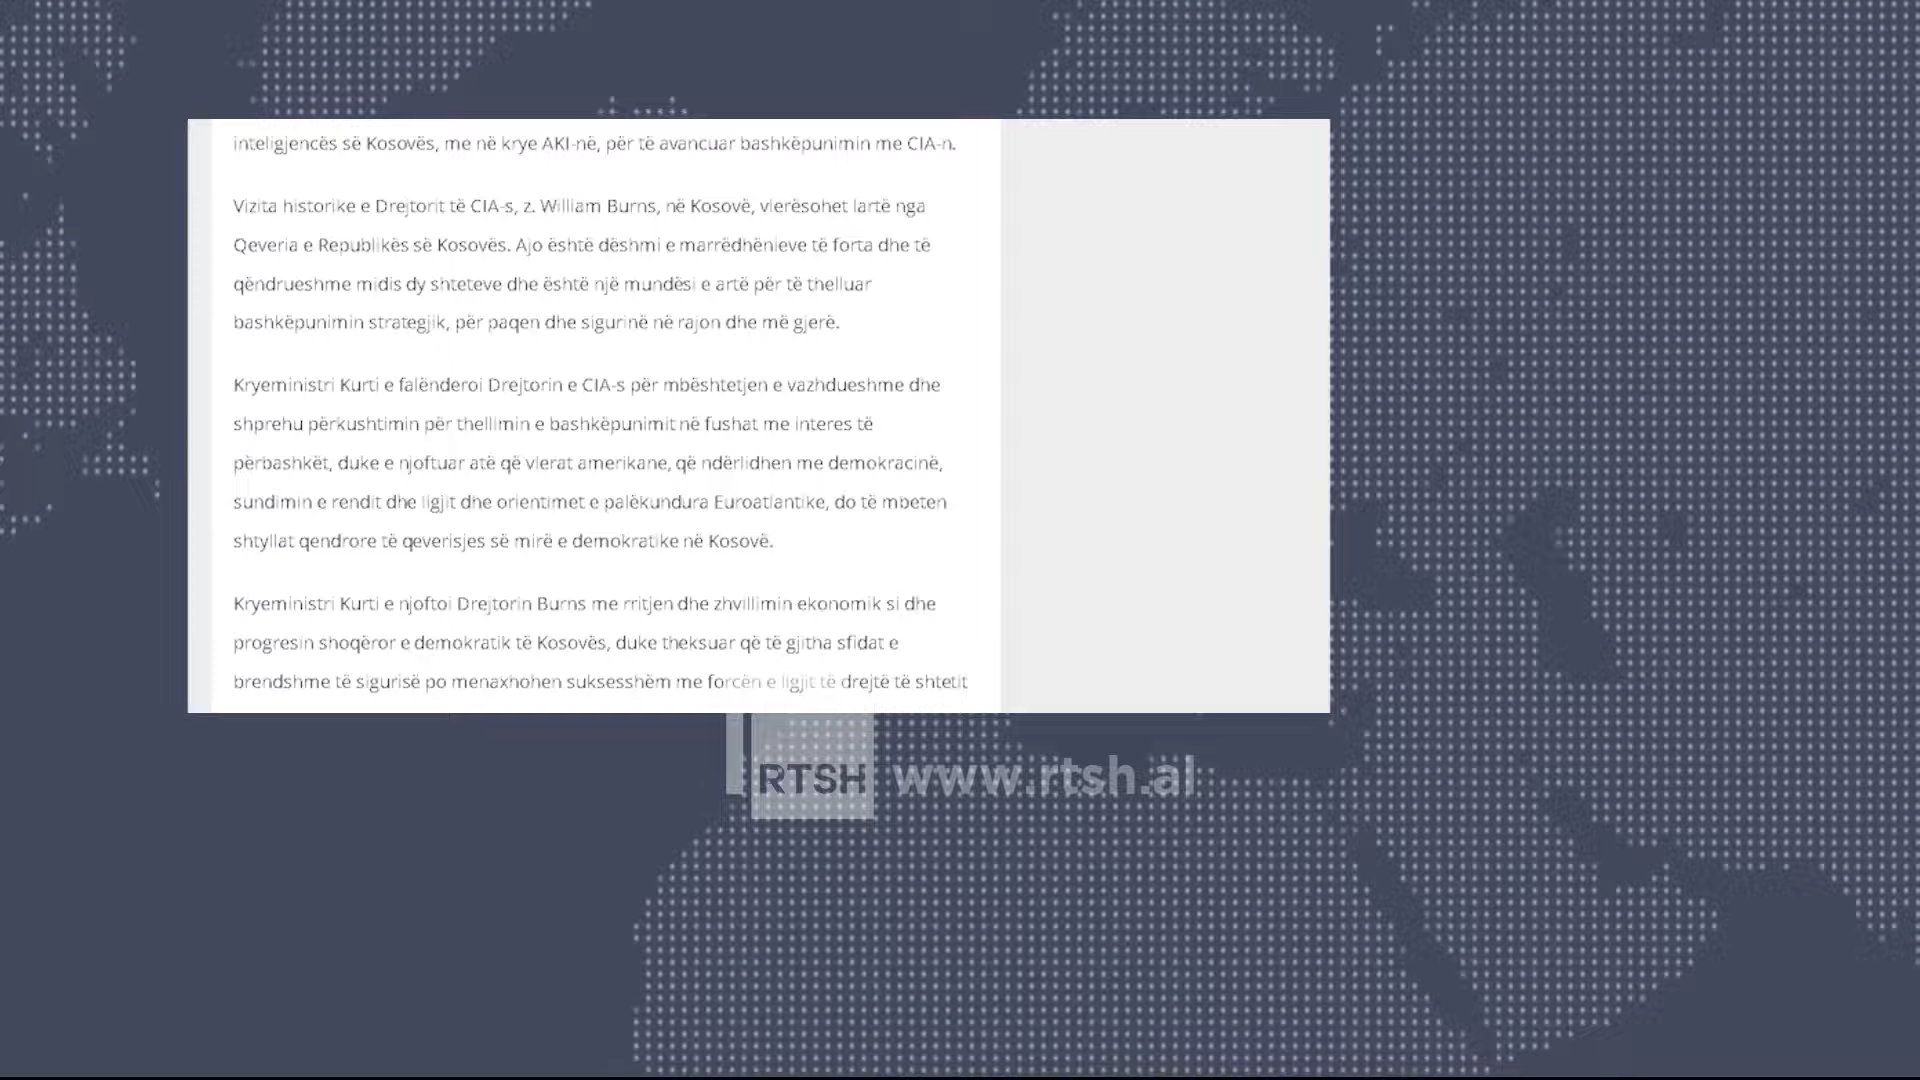 inteligjencës së Kosovës, me në krye AKI-në, për të avancuar bashkëpunimin me CIA-n.
Vizita historike e Drejtorit të CIA-s, z. William Burns, në Kosovë, vlerësohet lartë nga
Qeveria e Republikës së Kosovës. Ajo është dëshmi e marrëdhënieve të forta dhe të
qëndrueshme midis dy shteteve dhe është një mundësi e artë për të thelluar
bashkëpunimin strategjik, për paqen dhe sigurinë në rajon dhe më gjerë.
Kryeministri Kurti e falënderoi Drejtorin e CIA-s për mbështetjen e vazhdueshme dhe
shprehu përkushtimin për thellimin e bashkëpunimit në fushat me interes të
përbashkët, duke e njoftuar atë që vlerat amerikane, që ndërlidhen me demokracinë,
sundimin e rendit dhe ligjit dhe orientimet e palëkundura Euroatlantike, do të mbeten
shtyllat qendrore të qeverisjes së mirë e demokratike në Kosovë.
Kryeministri Kurti e njoftoi Drejtorin Burns me rritjen dhe zhvillimin ekonomik si dhe
progresin shoqëror e demokratik të Kosovës, duke theksuar që të gjitha sfidat e
brendshme të sigurisë po menaxhohen suksesshëm me forcën e ligjit të drejtë të shtetit
RTSH www.rtsh.al